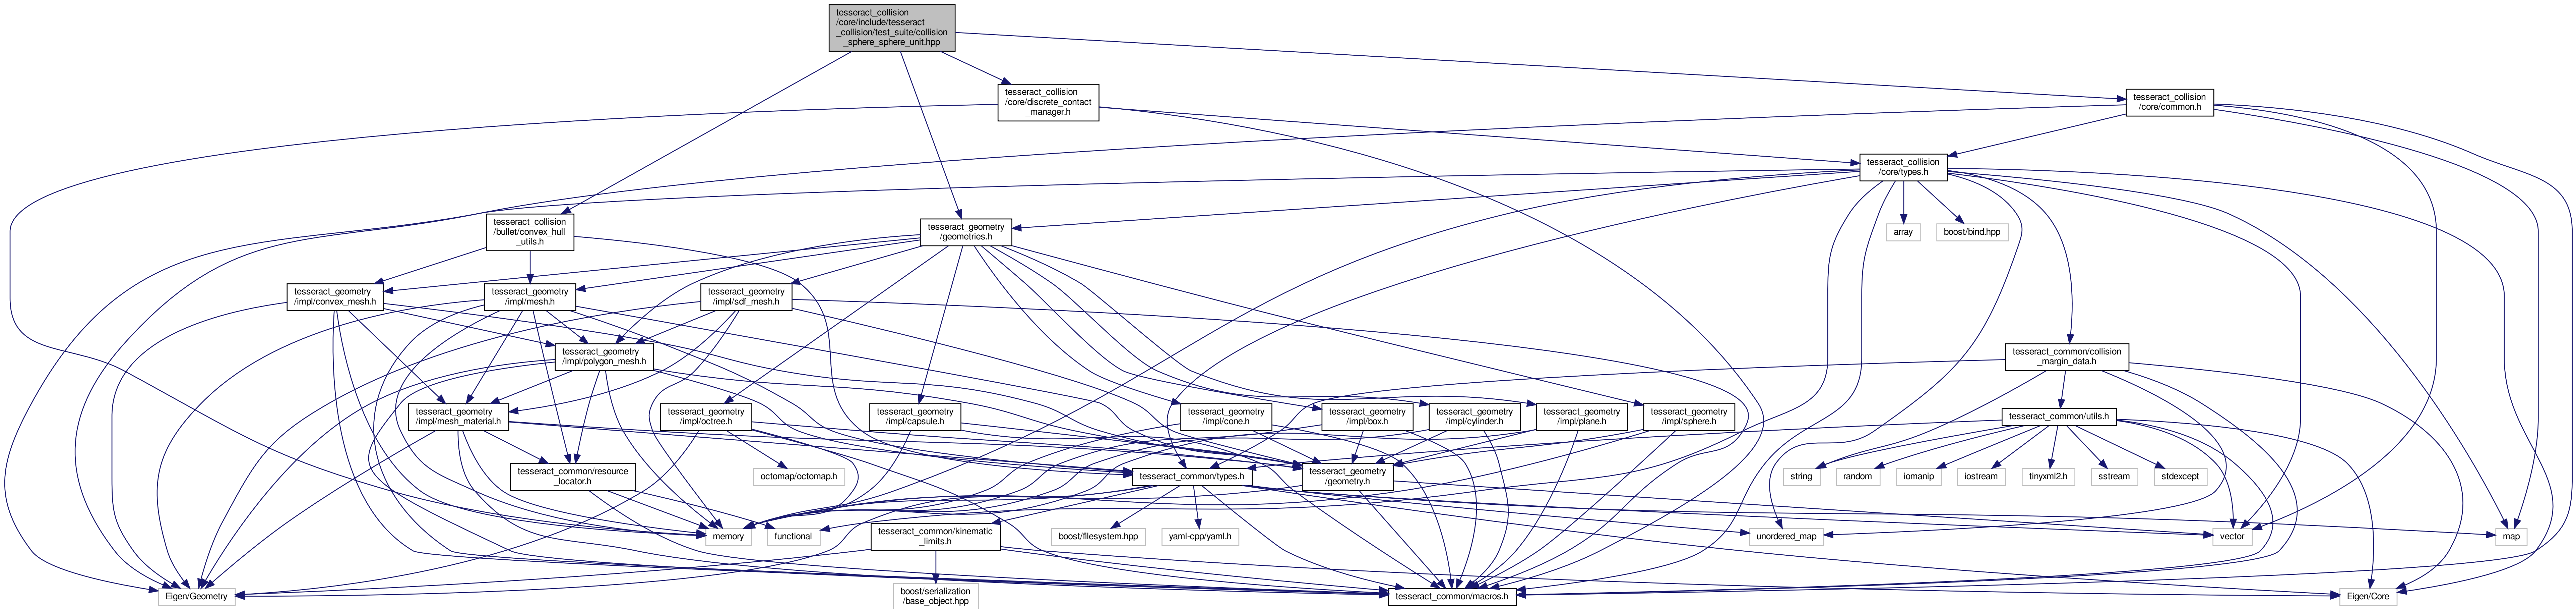 tesseract_collision
/core/include/tesseract
_collision/test_suite/collision
_sphere_sphere_unit.hpp
tesseract_collision
/core/discrete_contact
_manager.h
tesseract_collision
/core/common.h
tesseract_collision
/core/types.h
tesseract_collision
/bullet/convex_hull
_utils.h
tesseract_geometry
/geometries.h
array
boost/bind.hpp
tesseract_geometry
/impl/convex_mesh.h
tesseract_geometry
/impl/mesh.h
tesseract_geometry
/impl/sdf_mesh.h
tesseract_geometry
/impl/polygon_mesh.h
tesseract_common/collision
_margin_data.h
tesseract_geometry
/impl/mesh_material.h
tesseract_geometry
/impl/octree.h
tesseract_geometry
/impl/capsule.h
tesseract_geometry
/impl/cone.h
tesseract_geometry
/impl/box.h
tesseract_geometry
/impl/cylinder.h
tesseract_geometry
/impl/plane.h
tesseract_geometry
/impl/sphere.h
tesseract_common/utils.h
tesseract_common/resource
_locator.h
octomap/octomap.h
tesseract_common/types.h
tesseract_geometry
/geometry.h
string
random
iomanip
iostream
tinyxml2.h
sstream
stdexcept
memory
functional
tesseract_common/kinematic
_limits.h
boost/filesystem.hpp
yaml-cpp/yaml.h
unordered_map
vector
map
Eigen/Geometry
boost/serialization
/base_object.hpp
tesseract_common/macros.h
Eigen/Core